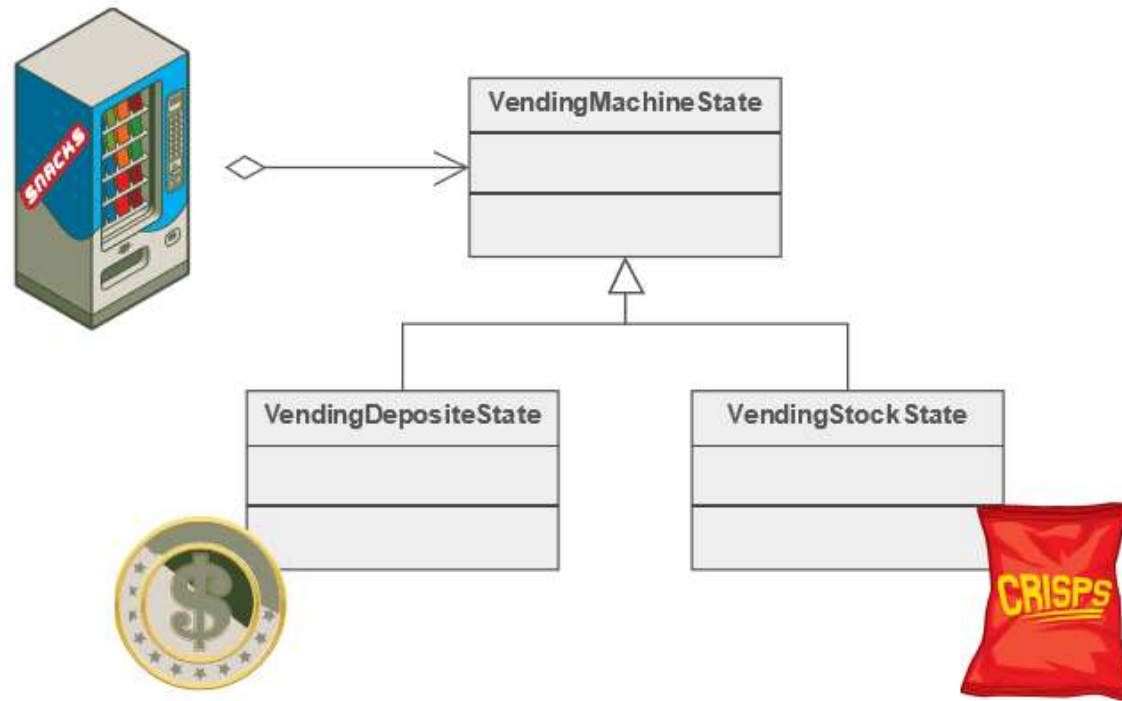 SNACKS
VendingMachineState
VendingDepositeState
VendingStock State
CRISPS